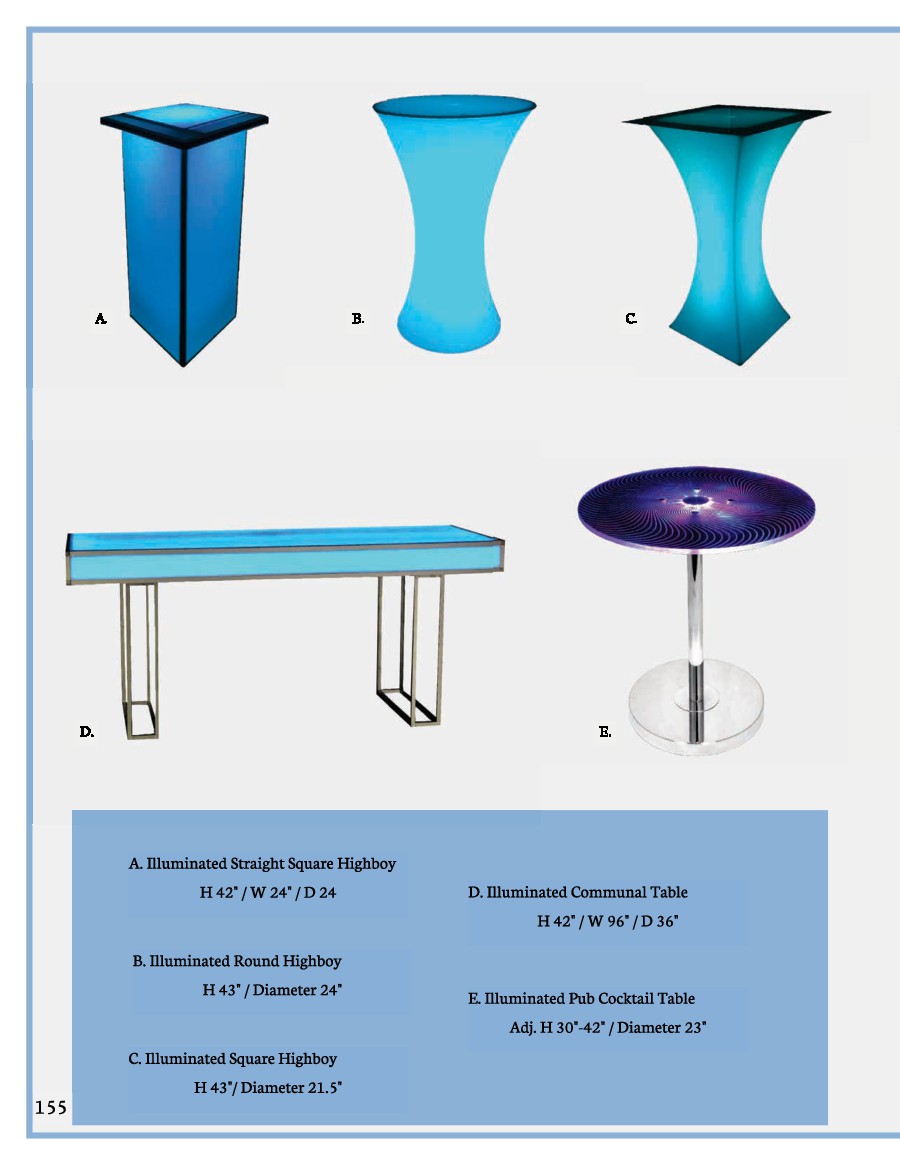 A.
B.
C.
D.
E.
A. Illuminated Straight Square Highboy
H 42" / W 24" / D 24
B. Illuminated Round Highboy
H 43" / Diameter 24"
C. Illuminated Square Highboy
H 43"/ Diameter 21.5"
D. Illuminated Communal Table
H 42" / W 96" / D 36"
E. Illuminated Pub Cocktail Table
Adj. H 30"-42" / Diameter 23"
155